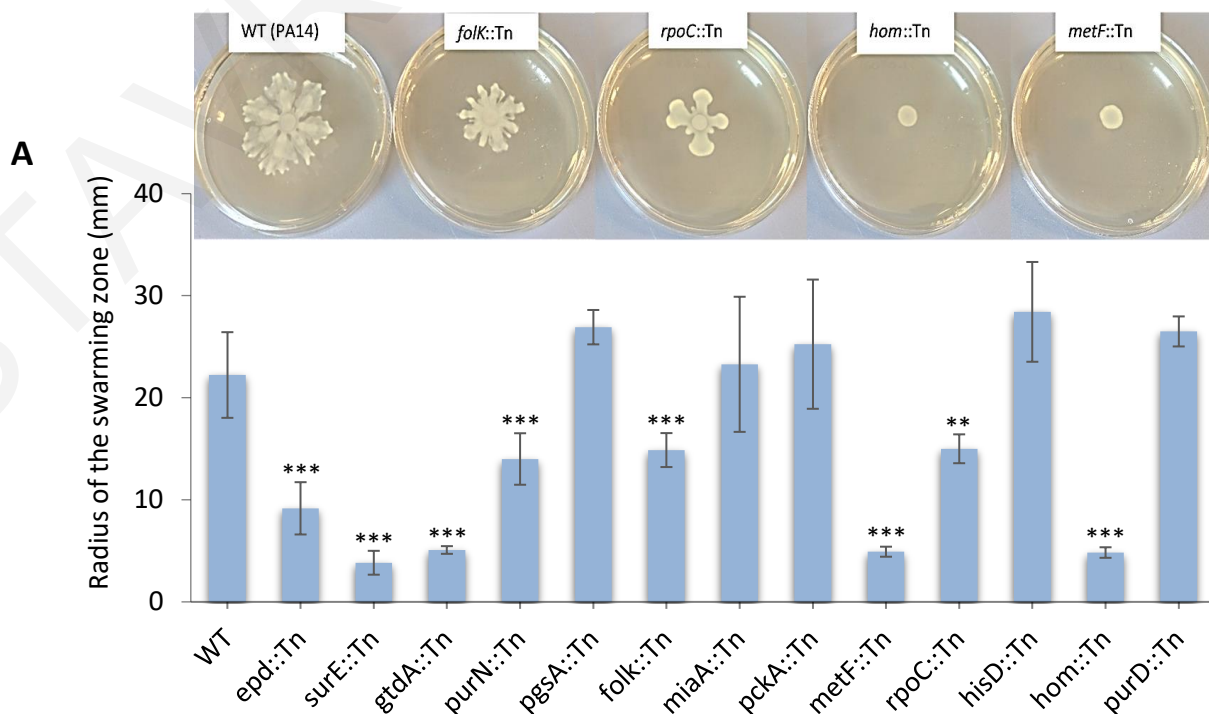 WT (PA14)
folK::Tn
rpoC::Tn
hom::Tn
metF::Tn
A
Radius of the swarming zone (mm)
40
30
20
10
0
***
***
***
***
***
***
**
***
WT
epd::Tn
surE::Tn
gtdA::Tn
purN::Tn
pgsA::Tn
folk::Tn
miaA::Tn
pckA::Tn
metF::Tn
rpoC::Tn
hisD::Tn
hom::Tn
purD::Tn